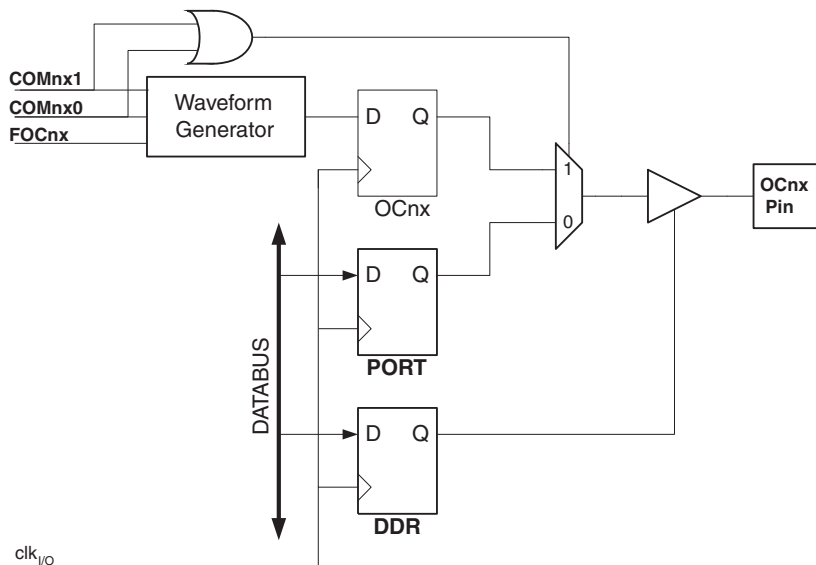 COMnx1
COMnx0
FOCnx
Waveform
Generator
D Q
OCnx
1
0
OCnx
Pin
D Q
PORT
D Q
DDR
DATABUS
clkI/O